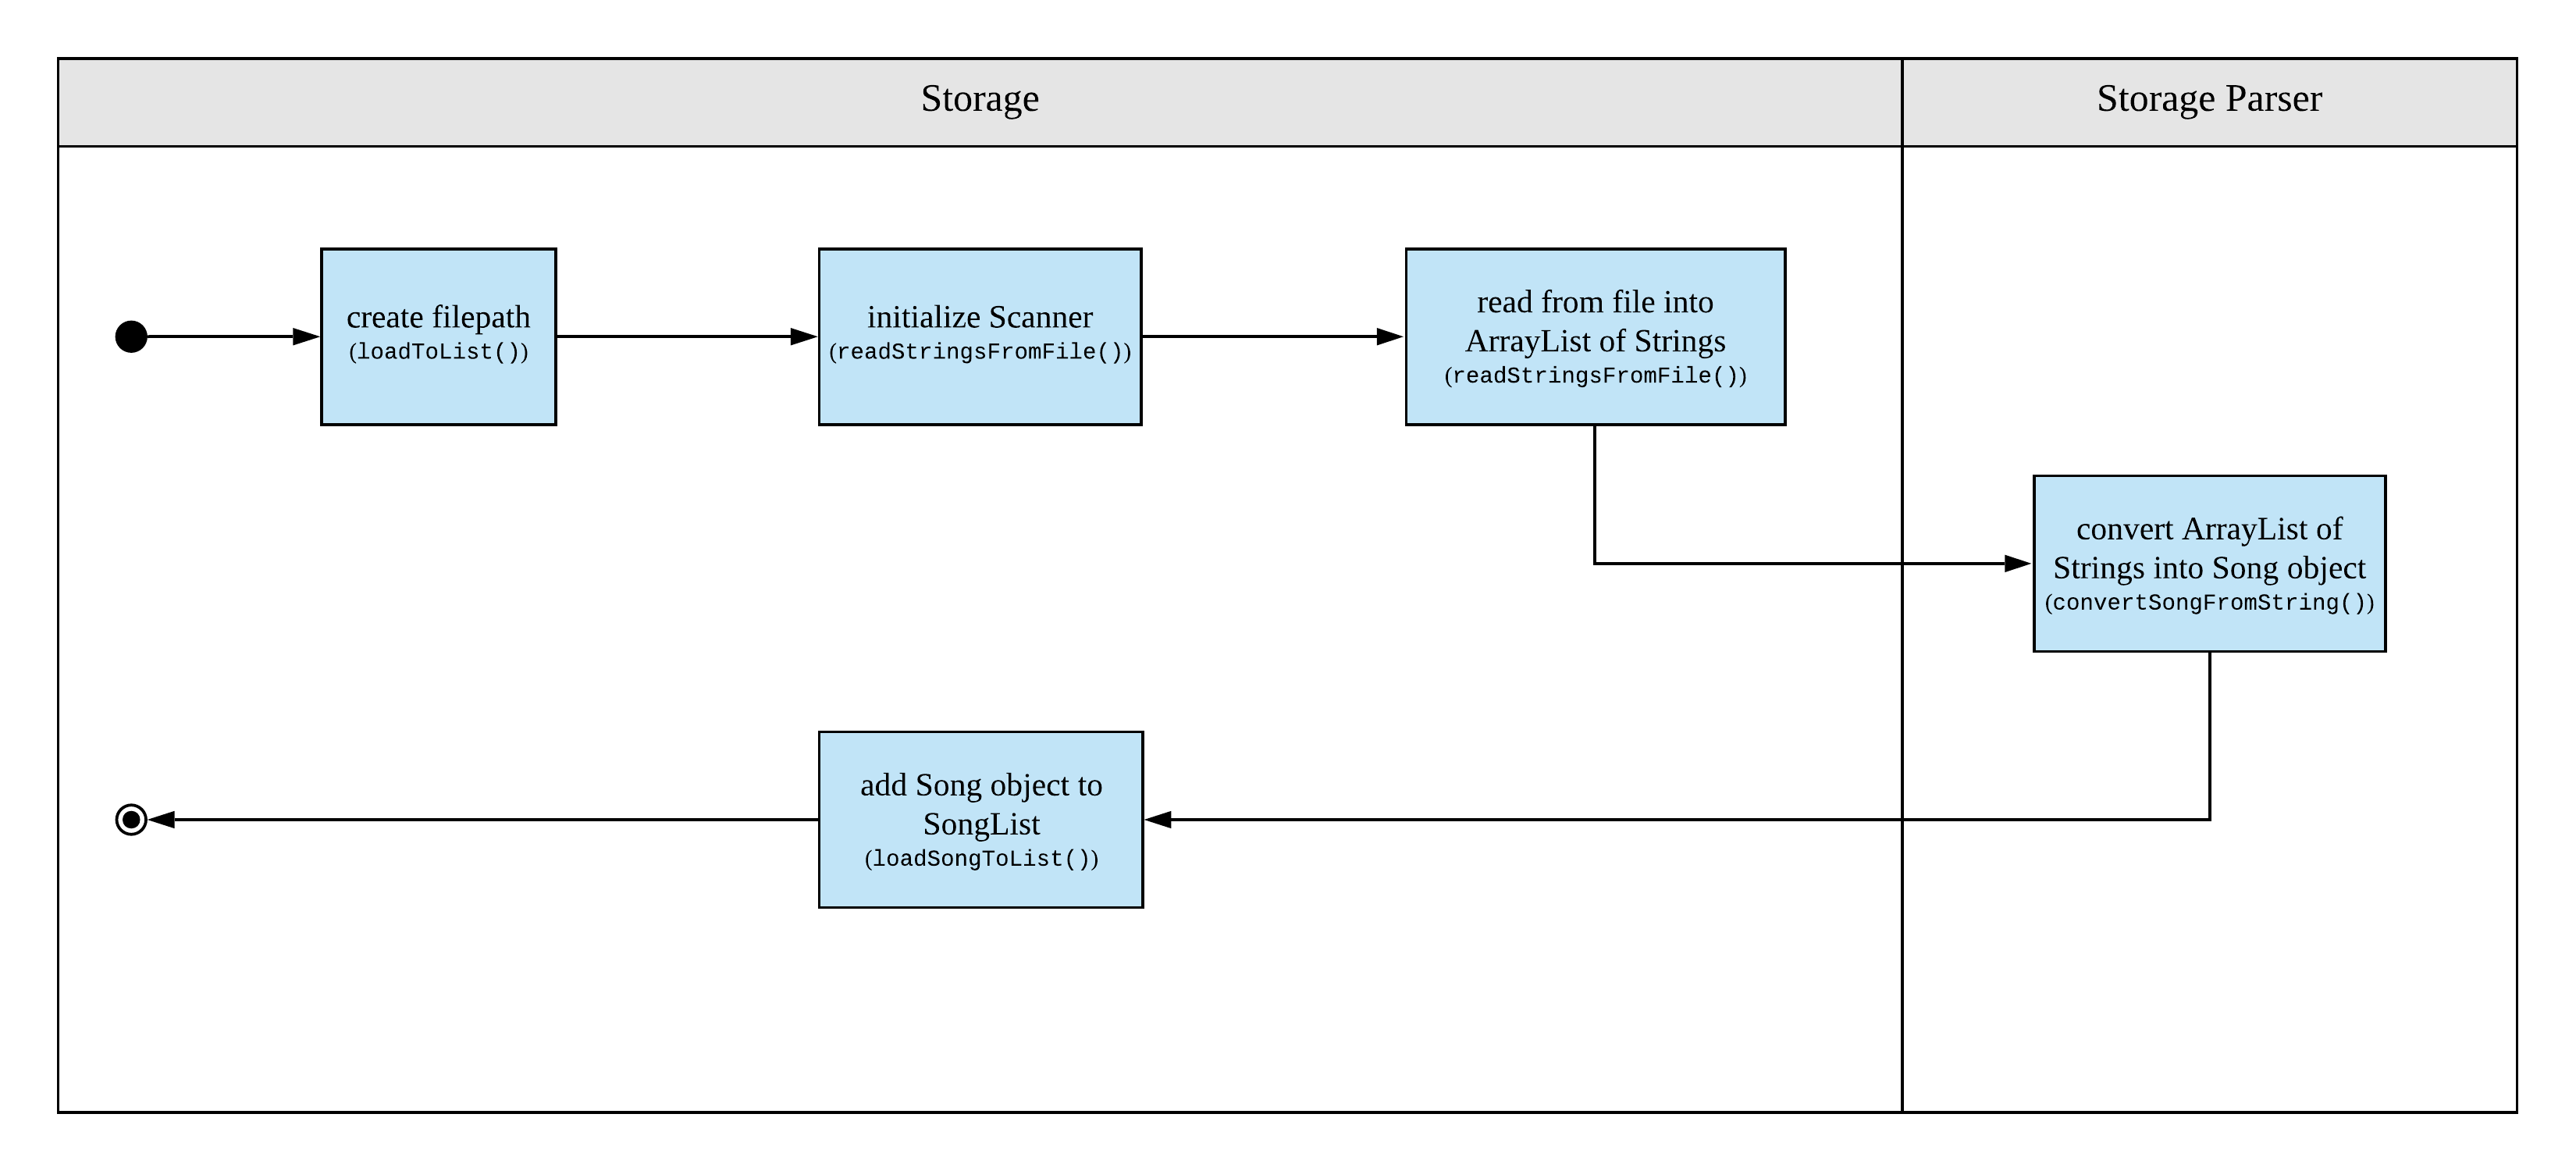 Storage
Storage Parser
create filepath
(loadToList())
initialize Scanner
(readStringsFromFile())
read from file into
ArrayList of Strings
(readStringsFromFile())
convert ArrayList of
Strings into Song object
(convertSongFromString())
add Song object to
SongList
(loadSongToList())